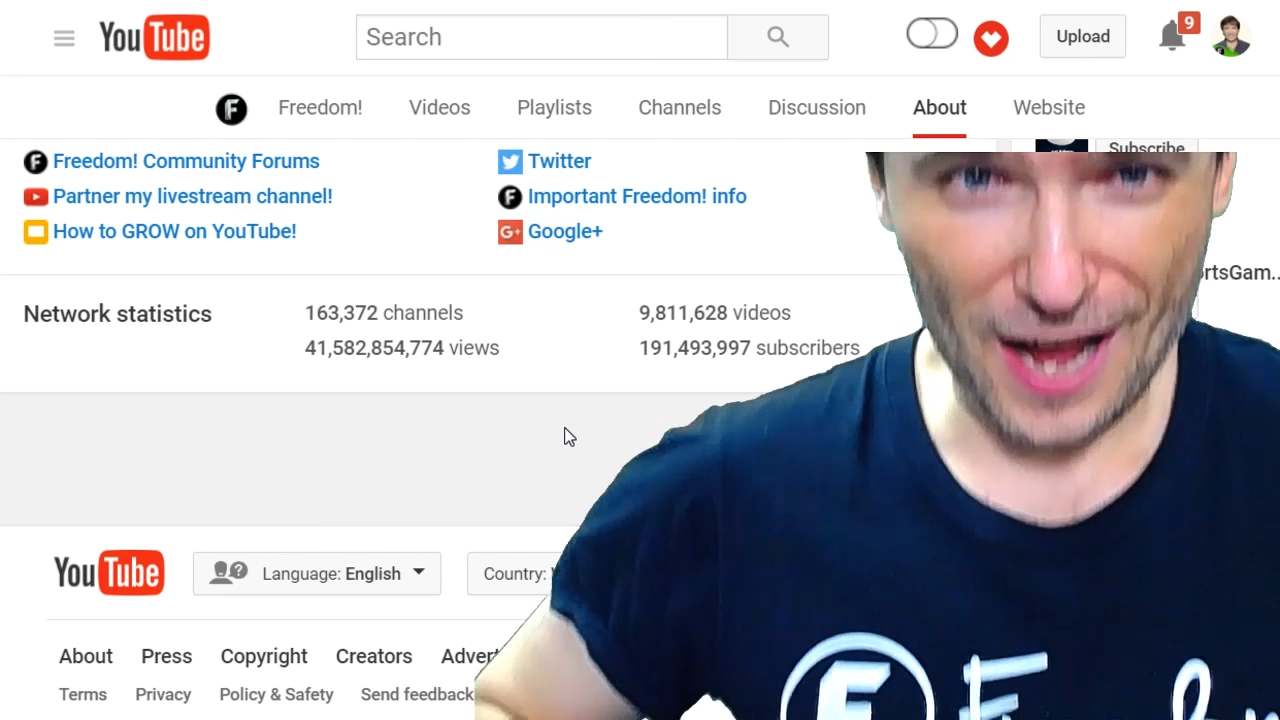 YouTube Search Upload 9
Freedom! Videos Playlists Channels Discussion About Website
Subscribe
Freedom! Community Forums Twitter
Partner my livestream channel! Important Freedom! info
How to GROW on YouTube! Google+
rtsGam...
Network statistics 163,372 channels 9,811,628 videos
41,582,854,774 views 191,493,997 subscribers
YouTube Language: English Country:
About Press Copyright Creators Advert
Terms Privacy Policy & Safety Send feedback
F